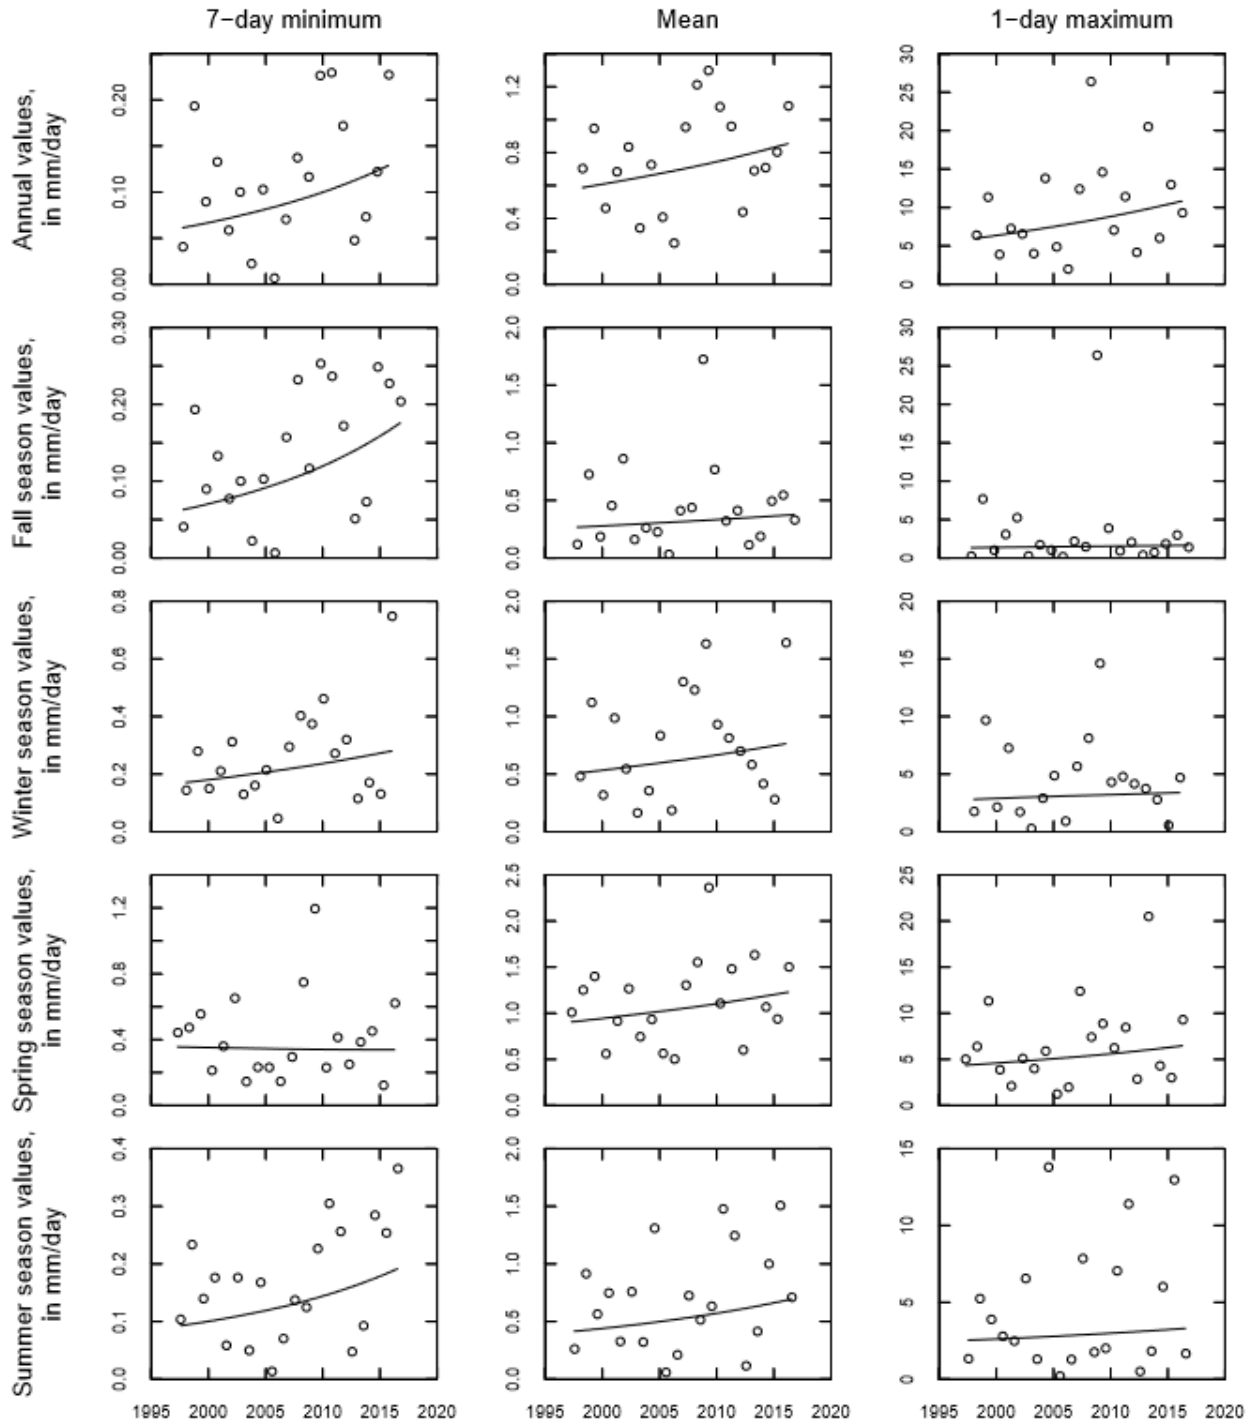 7-day minimum Mean 1-day maximum
Annual values,
in mm/day
0.00 0.10 0.20
0.0 0.4 0.8 1.2
0 5 10 15 20 25 30
Fall season values,
in mm/day
0.00 0.10 0.20 0.30
0.0 0.5 1.0 1.5 2.0
0 5 10 15 20 25 30
Winter season values,
in mm/day
0.0 0.2 0.4 0.6 0.8
0.0 0.5 1.0 1.5 2.0
0 5 10 15 20
Spring season values,
in mm/day
0.0 0.4 0.8 1.2
0.0 0.5 1.0 1.5 2.0 2.5
0 5 10 15 20 25
Summer season values,
in mm/day
0.0 0.1 0.2 0.3 0.4
0.0 0.5 1.0 1.5 2.0
0 5 10 15
1995 2000 2005 2010 2015 2020 1995 2000 2005 2010 2015 2020 1995 2000 2005 2010 2015 2020